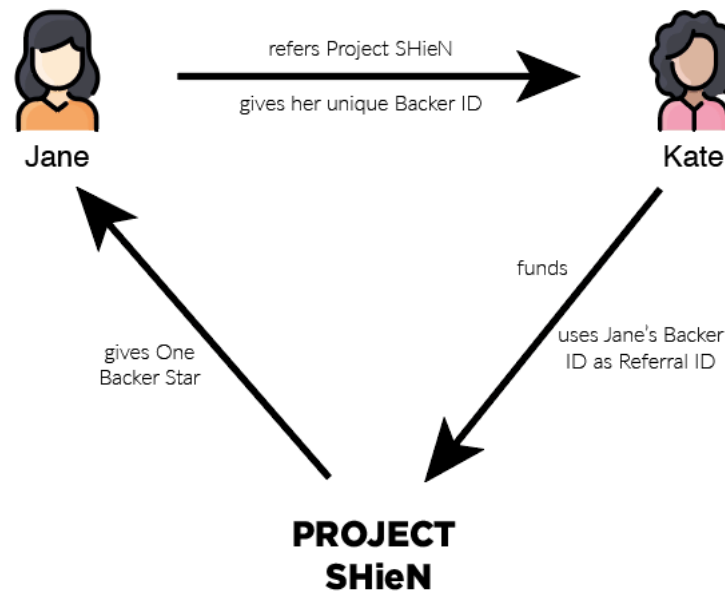 refers Project SHieN
gives her unique Backer ID
Jane
Kate
funds
uses Jane's Backer
ID as Referral ID
gives One
Backer Star
PROJECT
SHieN